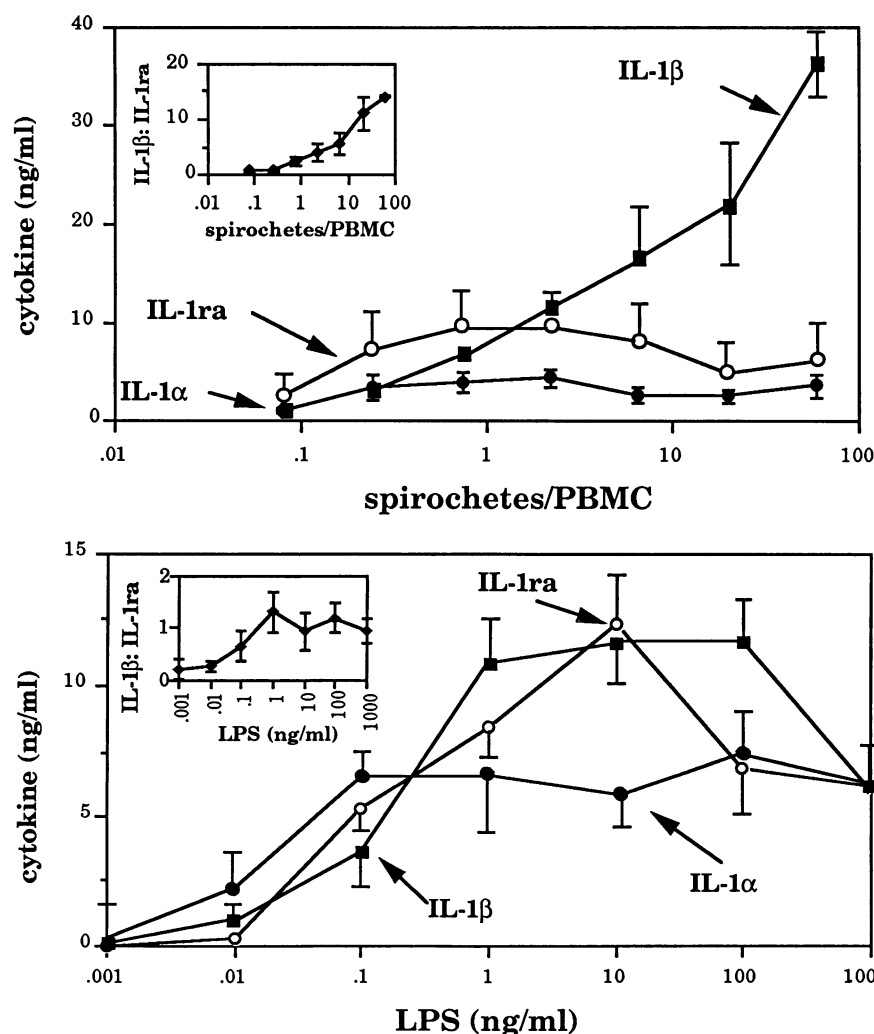 40
30
20
10
0
cytokine (ng/ml)
20
10
0
IL-1β: IL-1ra
.01 .1 1 10 100
spirochetes/PBMC
IL-1β
IL-1ra
IL-1α
.01 .1 1 10 100
spirochetes/PBMC
15
10
5
0
cytokine (ng/ml)
2
1
0
IL-1β: IL-1ra
.001 .01 .1 1 10 100 1000
LPS (ng/ml)
IL-1ra
IL-1β
IL-1α
.001 .01 .1 1 10 100 100
LPS (ng/ml)